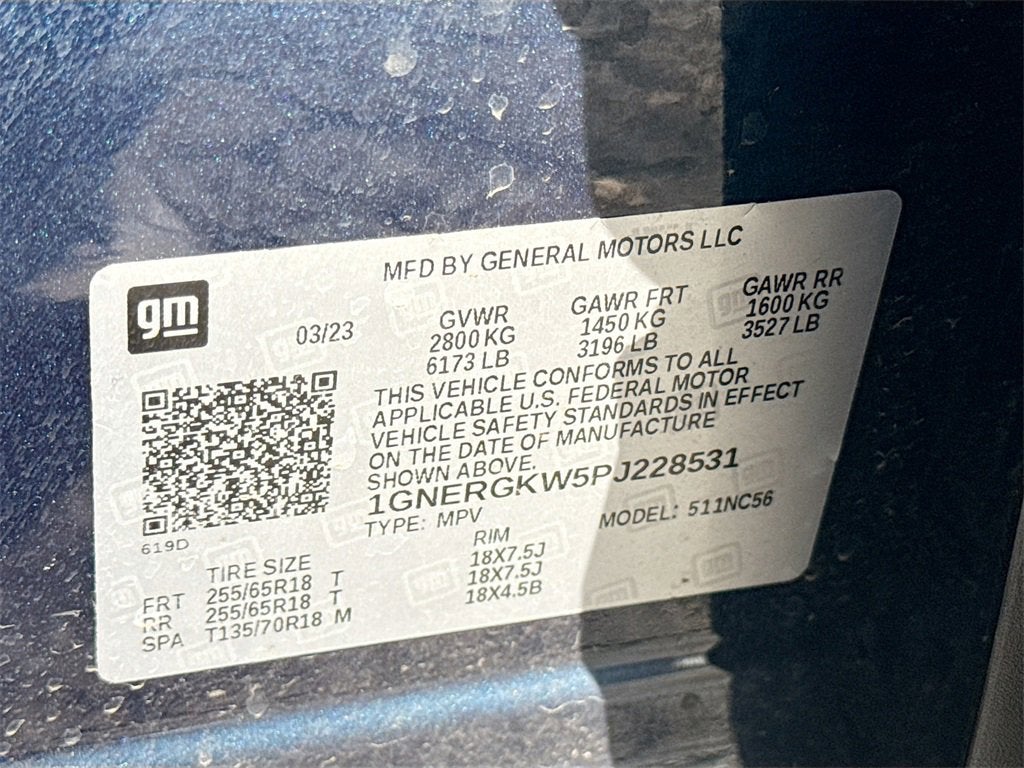 MFD BY GENERAL MOTORS LLC
gm
03/23
GVWR
2800 KG
6173 LB
GAWR FRT
1450 KG
3196 LB
GAWR RR
1600 KG
3527 LB
THIS VEHICLE CONFORMS TO ALL
APPLICABLE U.S. FEDERAL MOTOR
VEHICLE SAFETY STANDARDS IN EFFECT
ON THE DATE OF MANUFACTURE
SHOWN ABOVE.
1GNERGKW5PJ228531
TYPE: MPV
MODEL: 511NC56
619D
TIRE SIZE
RIM
FRT 255/65R18 T 18X7.5J
RR 255/65R18 T 18X7.5J
SPA T135/70R18 M 18X4.5B